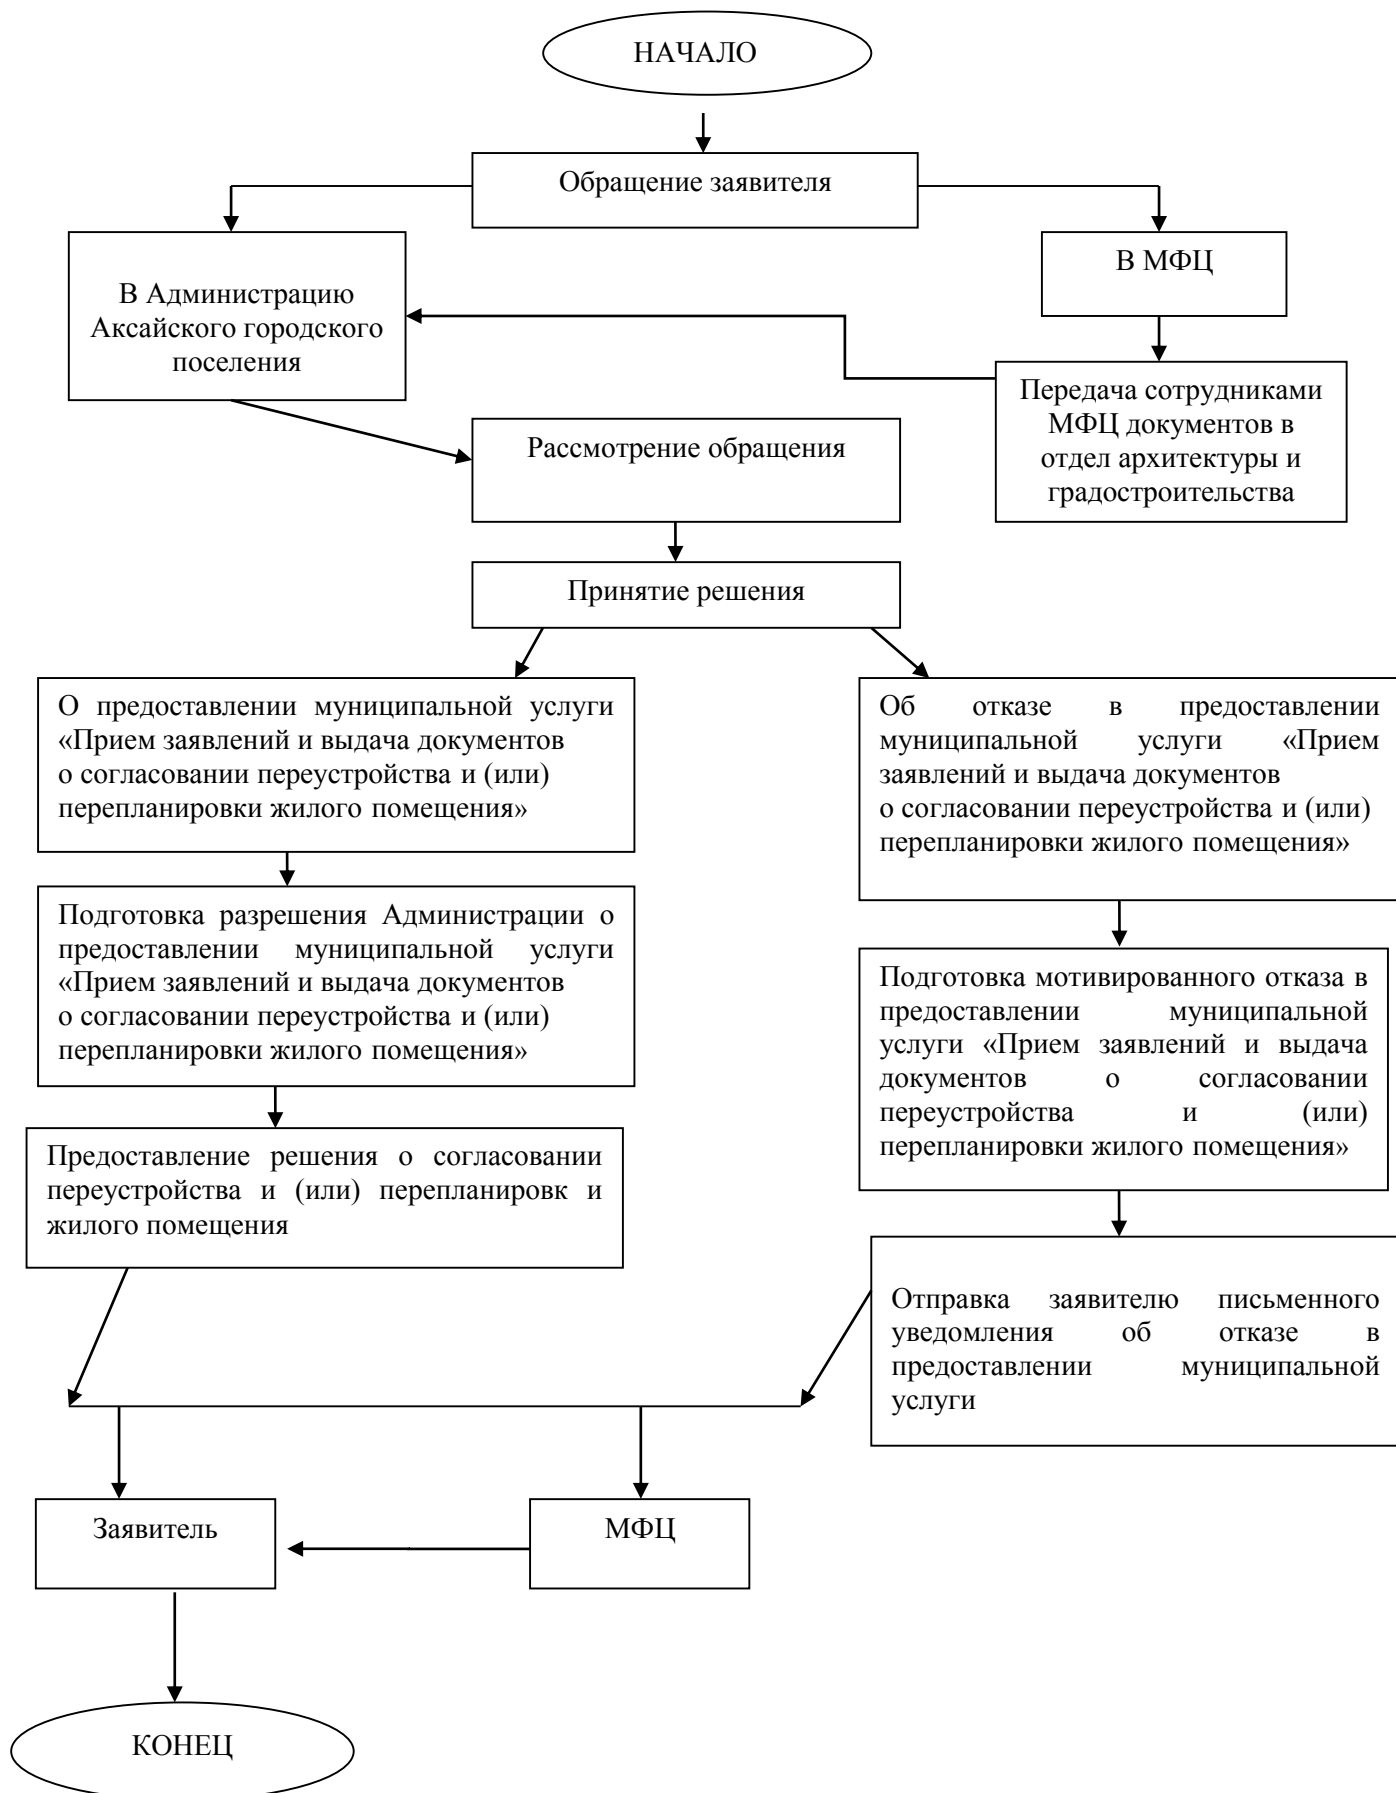 НАЧАЛО
Обращение заявителя
В Администрацию
Аксайского городского
поселения
В МФЦ
Передача сотрудниками
МФЦ документов в
отдел архитектуры и
градостроительства
Рассмотрение обращения
Принятие решения
О предоставлении муниципальной услуги
«Прием заявлений и выдача документов
о согласовании переустройства и (или)
перепланировки жилого помещения»
Об отказе в предоставлении
муниципальной услуги «Прием
заявлений и выдача документов
о согласовании переустройства и (или)
перепланировки жилого помещения»
Подготовка разрешения Администрации о
предоставлении муниципальной услуги
«Прием заявлений и выдача документов
о согласовании переустройства и (или)
перепланировки жилого помещения»
Подготовка мотивированного отказа в
предоставлении муниципальной
услуги «Прием заявлений и выдача
документов о согласовании
переустройства и (или)
перепланировки жилого помещения»
Предоставление решения о согласовании
переустройства и (или) перепланировк и
жилого помещения
Отправка заявителю письменного
уведомления об отказе в
предоставлении муниципальной
услуги
Заявитель
МФЦ
КОНЕЦ